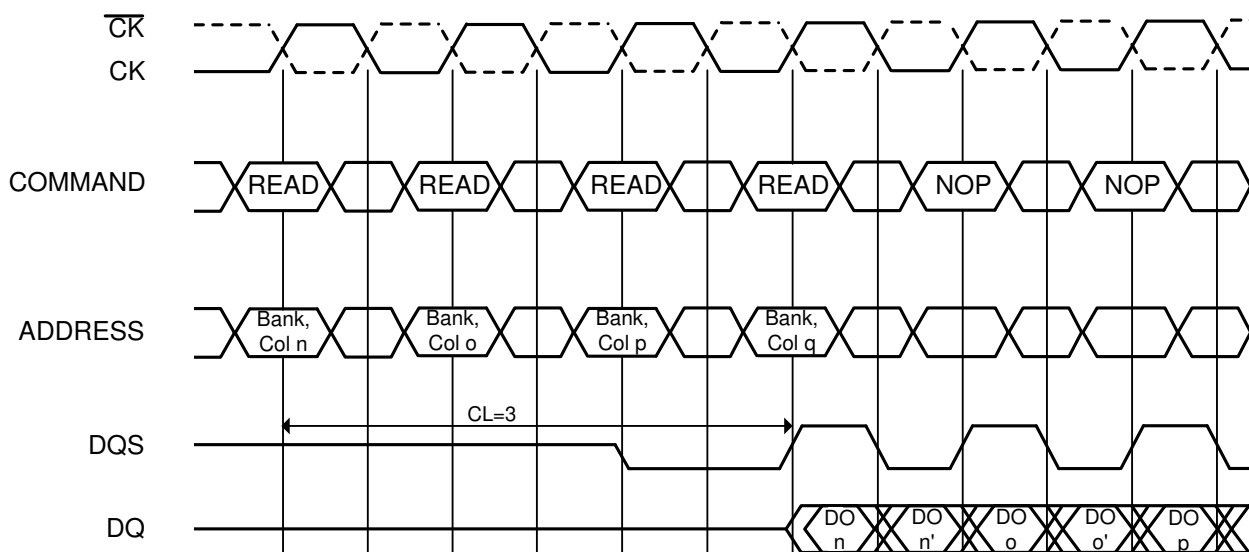 C̅K̅
CK
COMMAND
READ READ READ READ NOP NOP
ADDRESS
Bank, Bank, Bank, Bank,
Col n Col o Col p Col q
CL=3
DQS
DQ
DO DO DO DO DO
n n' o o' p